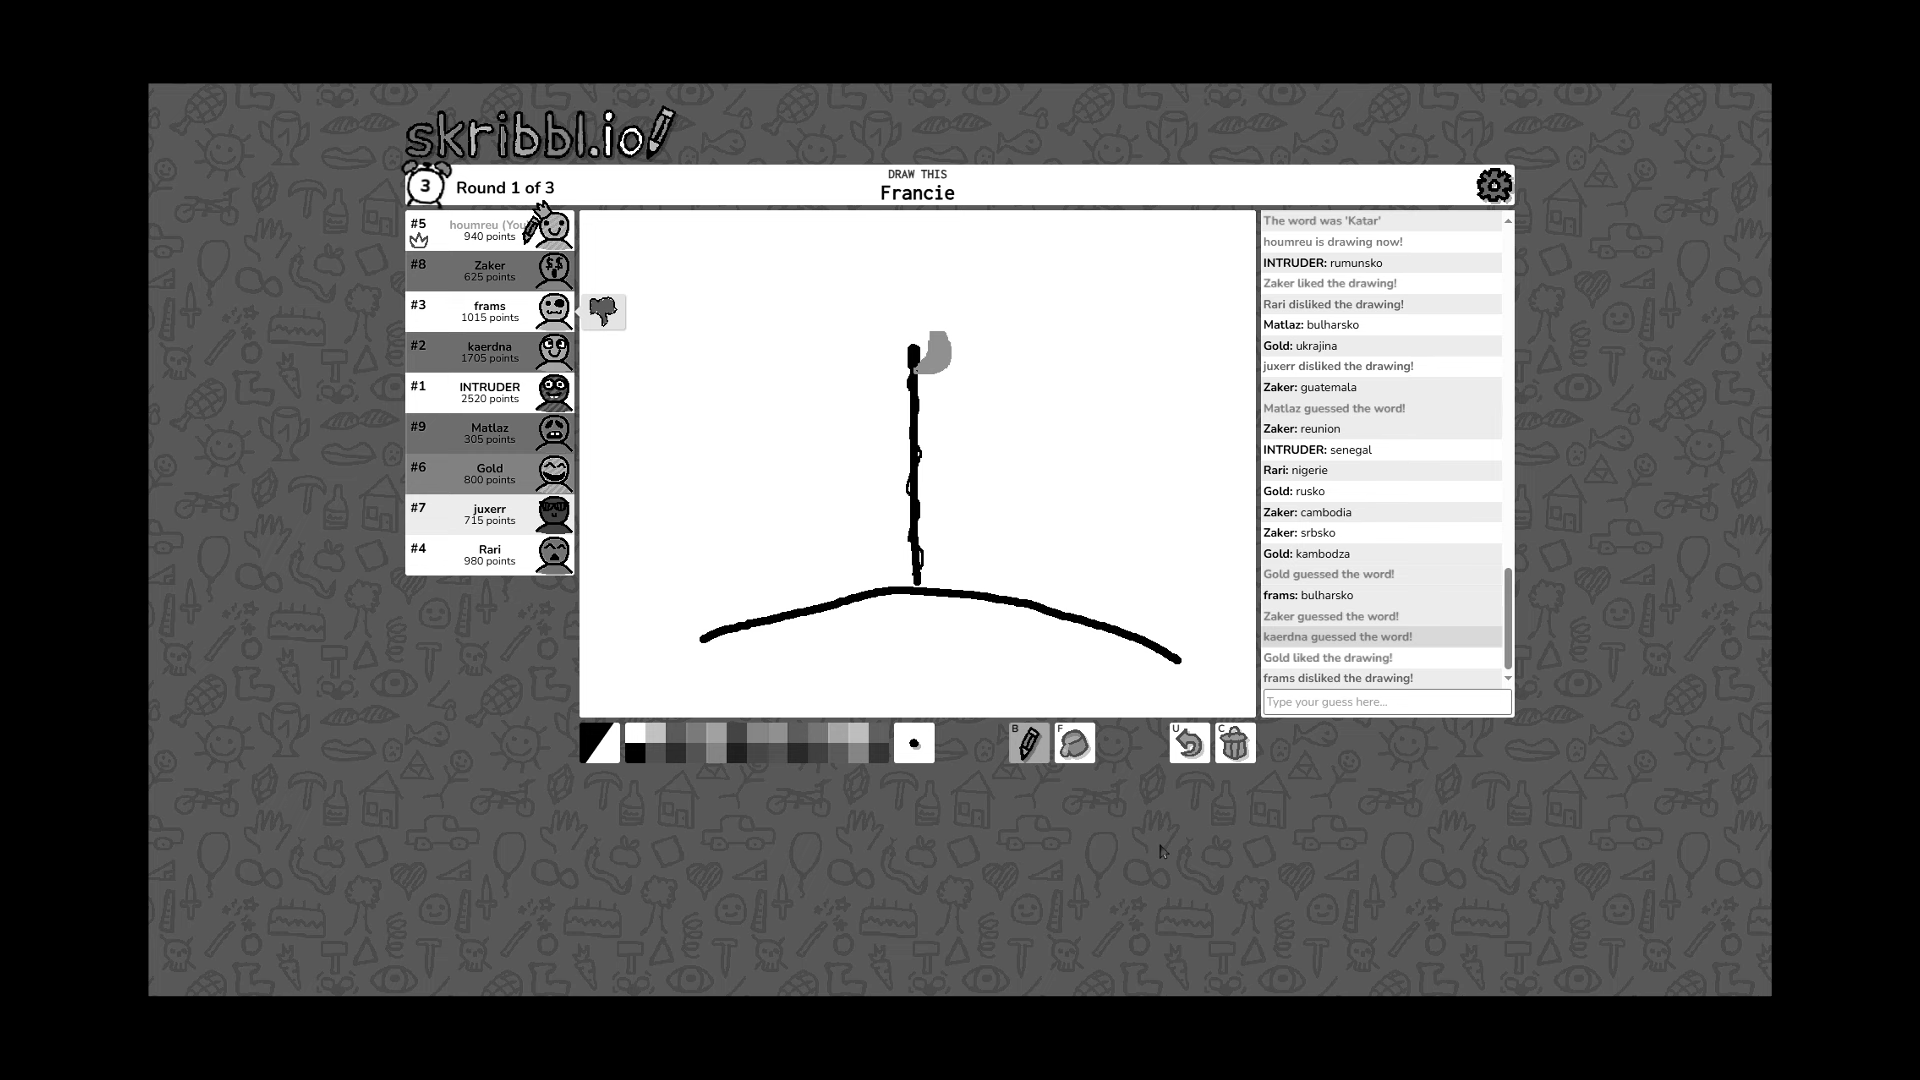 skribbl.io
3
Round 1 of 3
DRAW THIS
Francie
#5
houmreu (You
940 points
#8
Zaker
625 points
#3
frams
1015 points
#2
kaerdna
1705 points
#1
INTRUDER
2520 points
#9
Matlaz
305 points
#6
Gold
800 points
#7
juxerr
715 points
#4
Rari
980 points
The word was 'Katar'
houmreu is drawing now!
INTRUDER: rumunsko
Zaker liked the drawing!
Rari disliked the drawing!
Matlaz: bulharsko
Gold: ukrajina
juxerr disliked the drawing!
Zaker: guatemala
Matlaz guessed the word!
Zaker: reunion
INTRUDER: senegal
Rari: nigerie
Gold: rusko
Zaker: cambodia
Zaker: srbsko
Gold: kambodza
Gold guessed the word!
frams: bulharsko
Zaker guessed the word!
kaerdna guessed the word!
Gold liked the drawing!
frams disliked the drawing!
Type your guess here...
B
F
U
C